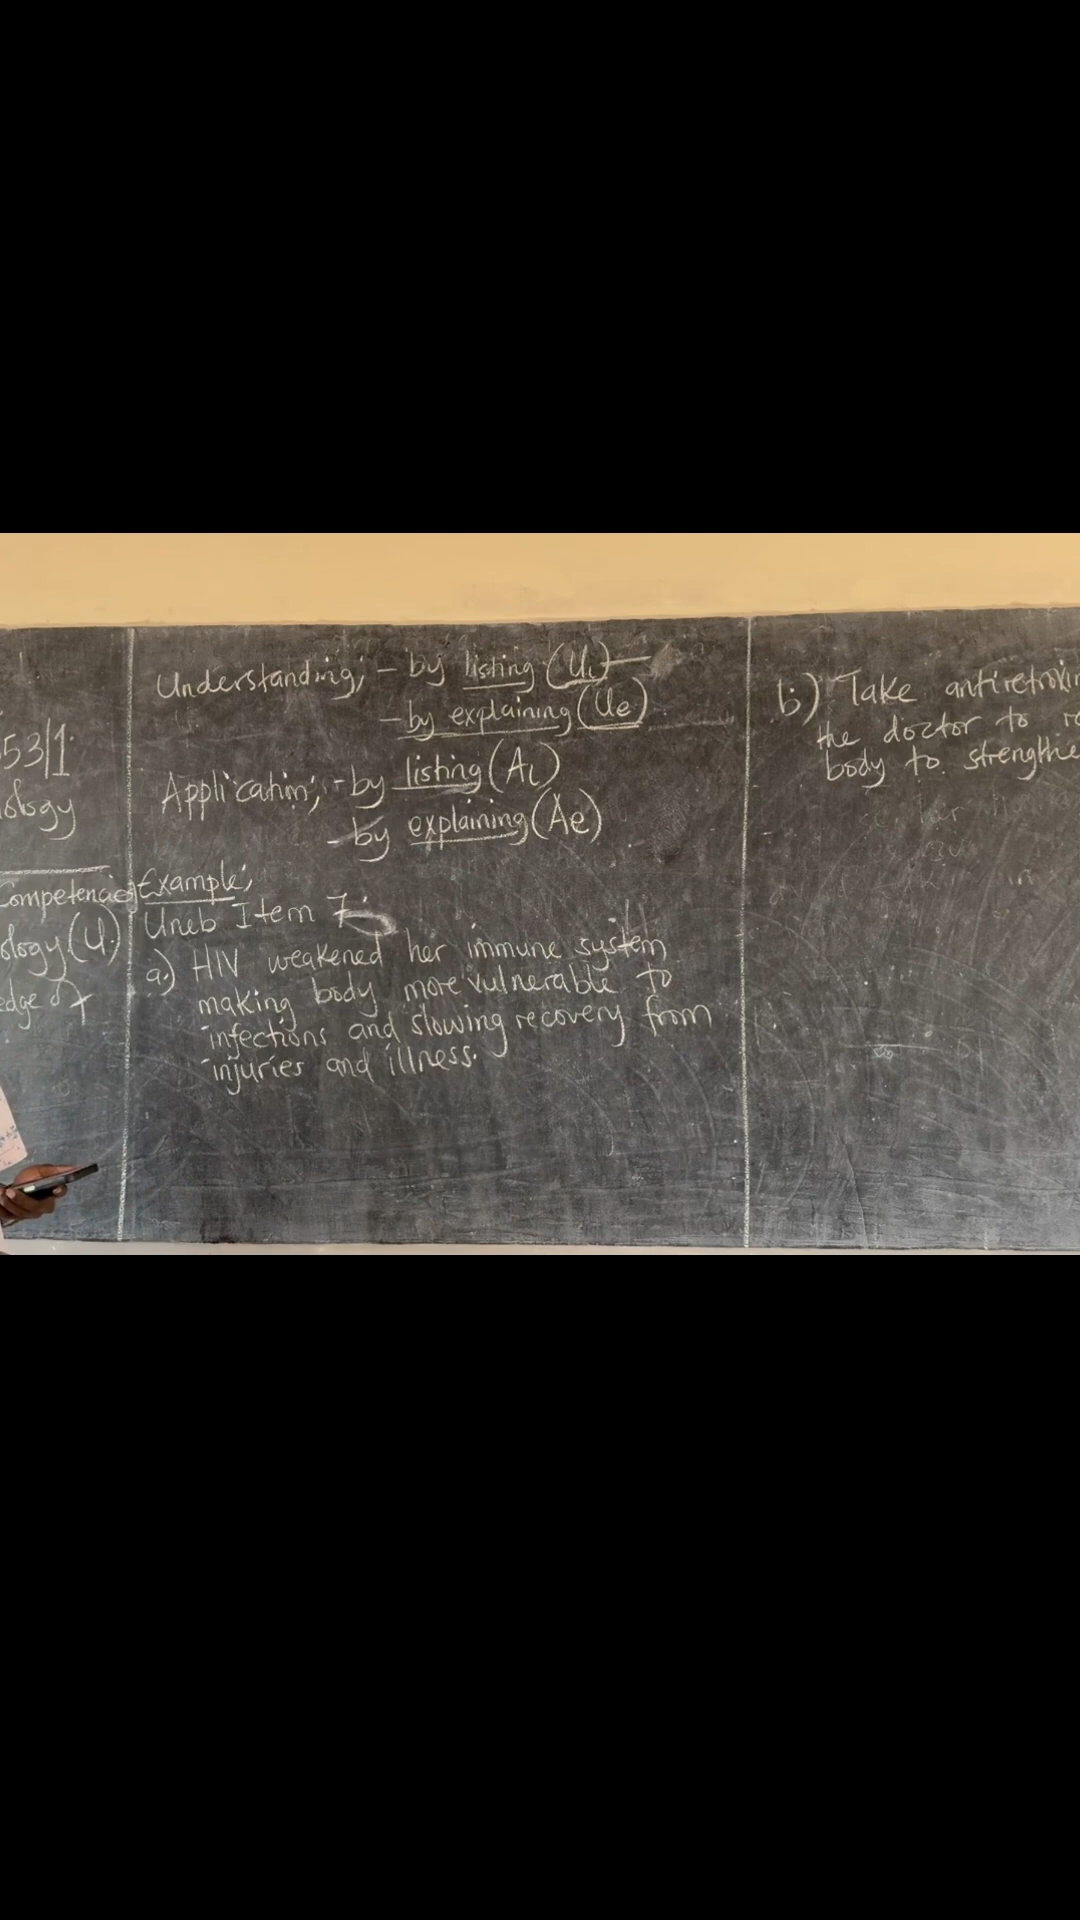 53/1
ology
Competencies
ology (U)
edge of
Understanding; - by listing (UL)
- by explaining (Ue)
Application; - by listing (AL)
- by explaining (Ae)
Example;
Uneb Item 7
a.) HIV weakened her immune system
making body more vulnerable to
infections and slowing recovery from
injuries and illness.
b) Take
the doctor to
body to strengthe